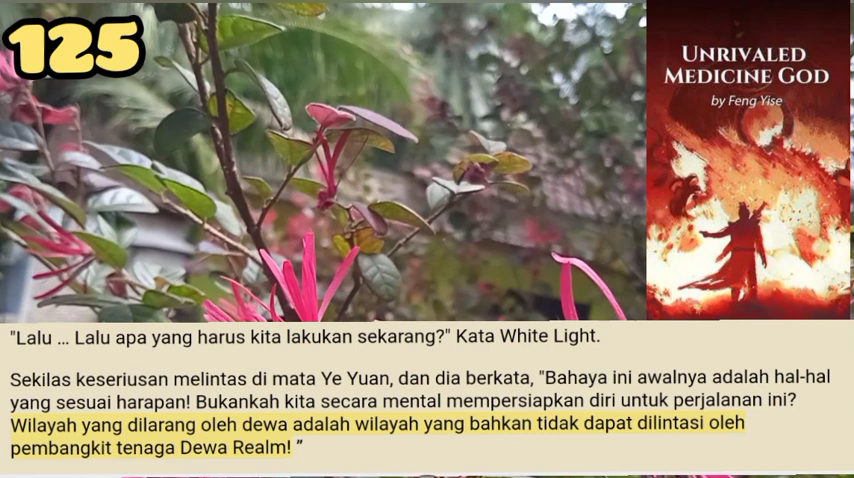 125
UNRIVALED
MEDICINE GOD
by Feng Yise
"Lalu ... Lalu apa yang harus kita lakukan sekarang?" Kata White Light.
Sekilas keseriusan melintas di mata Ye Yuan, dan dia berkata, "Bahaya ini awalnya adalah hal-hal
yang sesuai harapan! Bukankah kita secara mental mempersiapkan diri untuk perjalanan ini?
Wilayah yang dilarang oleh dewa adalah wilayah yang bahkan tidak dapat dilintasi oleh
pembangkit tenaga Dewa Realm! ”